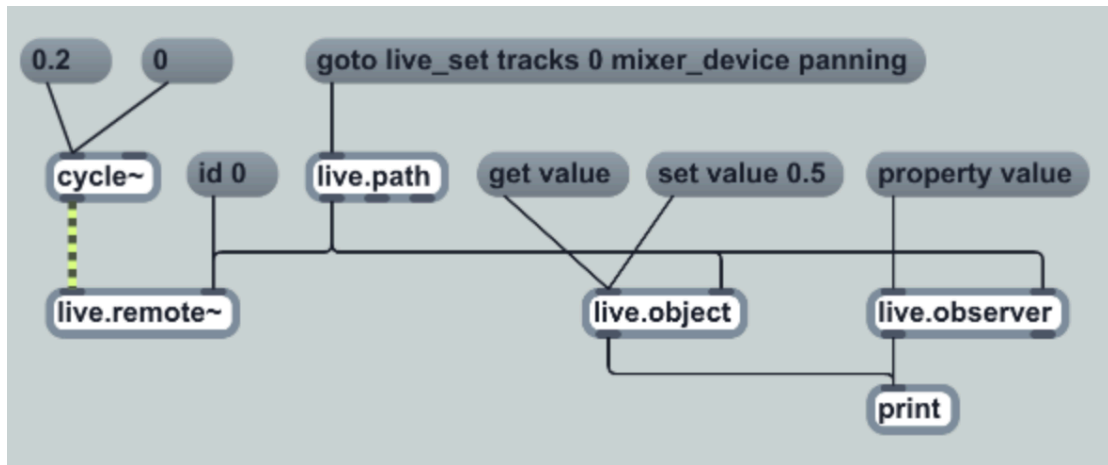 0.2
0
goto live_set tracks 0 mixer_device panning
cycle~
id 0
live.path
get value
set value 0.5
property value
live.remote~
live.object
live.observer
print